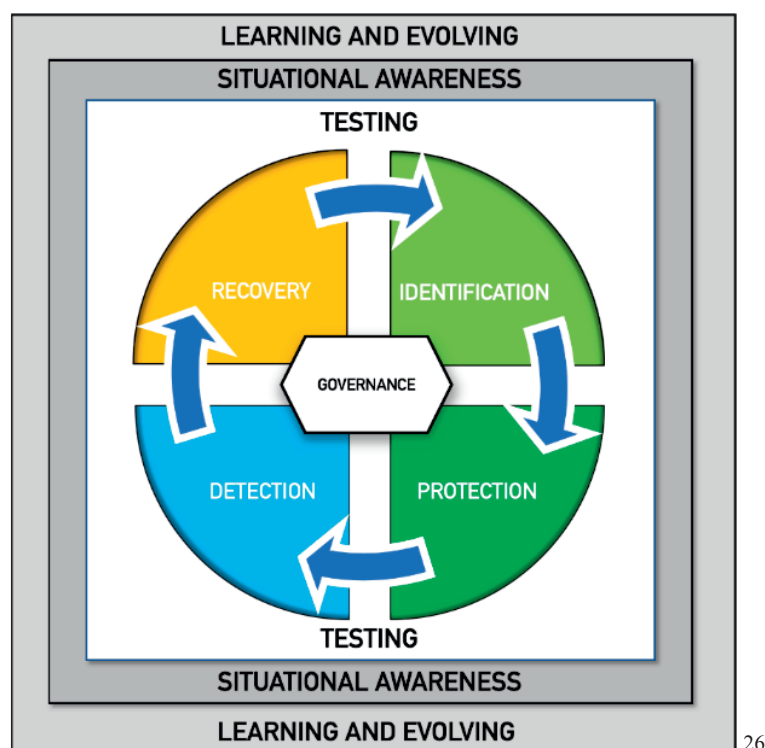 LEARNING AND EVOLVING
SITUATIONAL AWARENESS
TESTING
RECOVERY
IDENTIFICATION
GOVERNANCE
DETECTION
PROTECTION
TESTING
SITUATIONAL AWARENESS
LEARNING AND EVOLVING
26